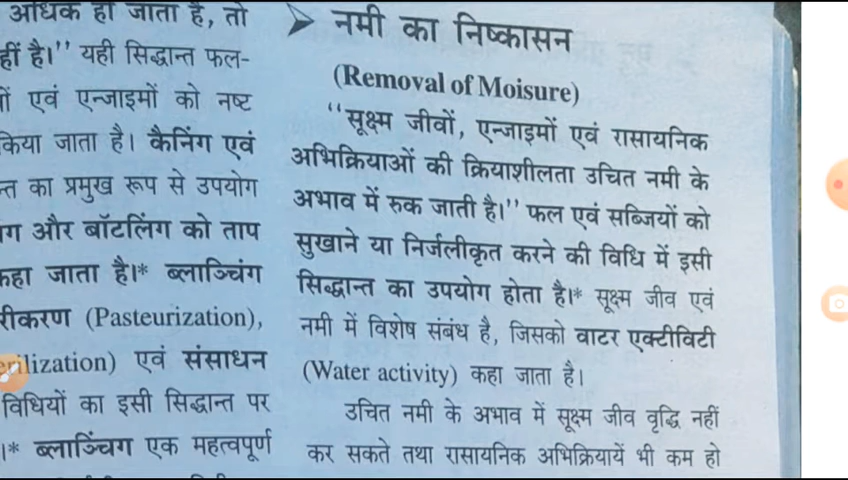 अधिक हो जाता है, तो
हीं है।'' यही सिद्धान्त फल-
ों एवं एन्जाइमों को नष्ट
किया जाता है। कैनिंग एवं
न्त का प्रमुख रूप से उपयोग
ग और बॉटलिंग को ताप
कहा जाता है।* ब्लाञ्चिंग
रीकरण (Pasteurization),
erilization) एवं संसाधन
विधियों का इसी सिद्धान्त पर
।* ब्लाञ्चिंग एक महत्वपूर्ण
➤ नमी का निष्कासन
(Removal of Moisure)
''सूक्ष्म जीवों, एन्जाइमों एवं रासायनिक
अभिक्रियाओं की क्रियाशीलता उचित नमी के
अभाव में रुक जाती है।'' फल एवं सब्जियों को
सुखाने या निर्जलीकृत करने की विधि में इसी
सिद्धान्त का उपयोग होता है।* सूक्ष्म जीव एवं
नमी में विशेष संबंध है, जिसको वाटर एक्टीविटी
(Water activity) कहा जाता है।
उचित नमी के अभाव में सूक्ष्म जीव वृद्धि नहीं
कर सकते तथा रासायनिक अभिक्रियायें भी कम हो